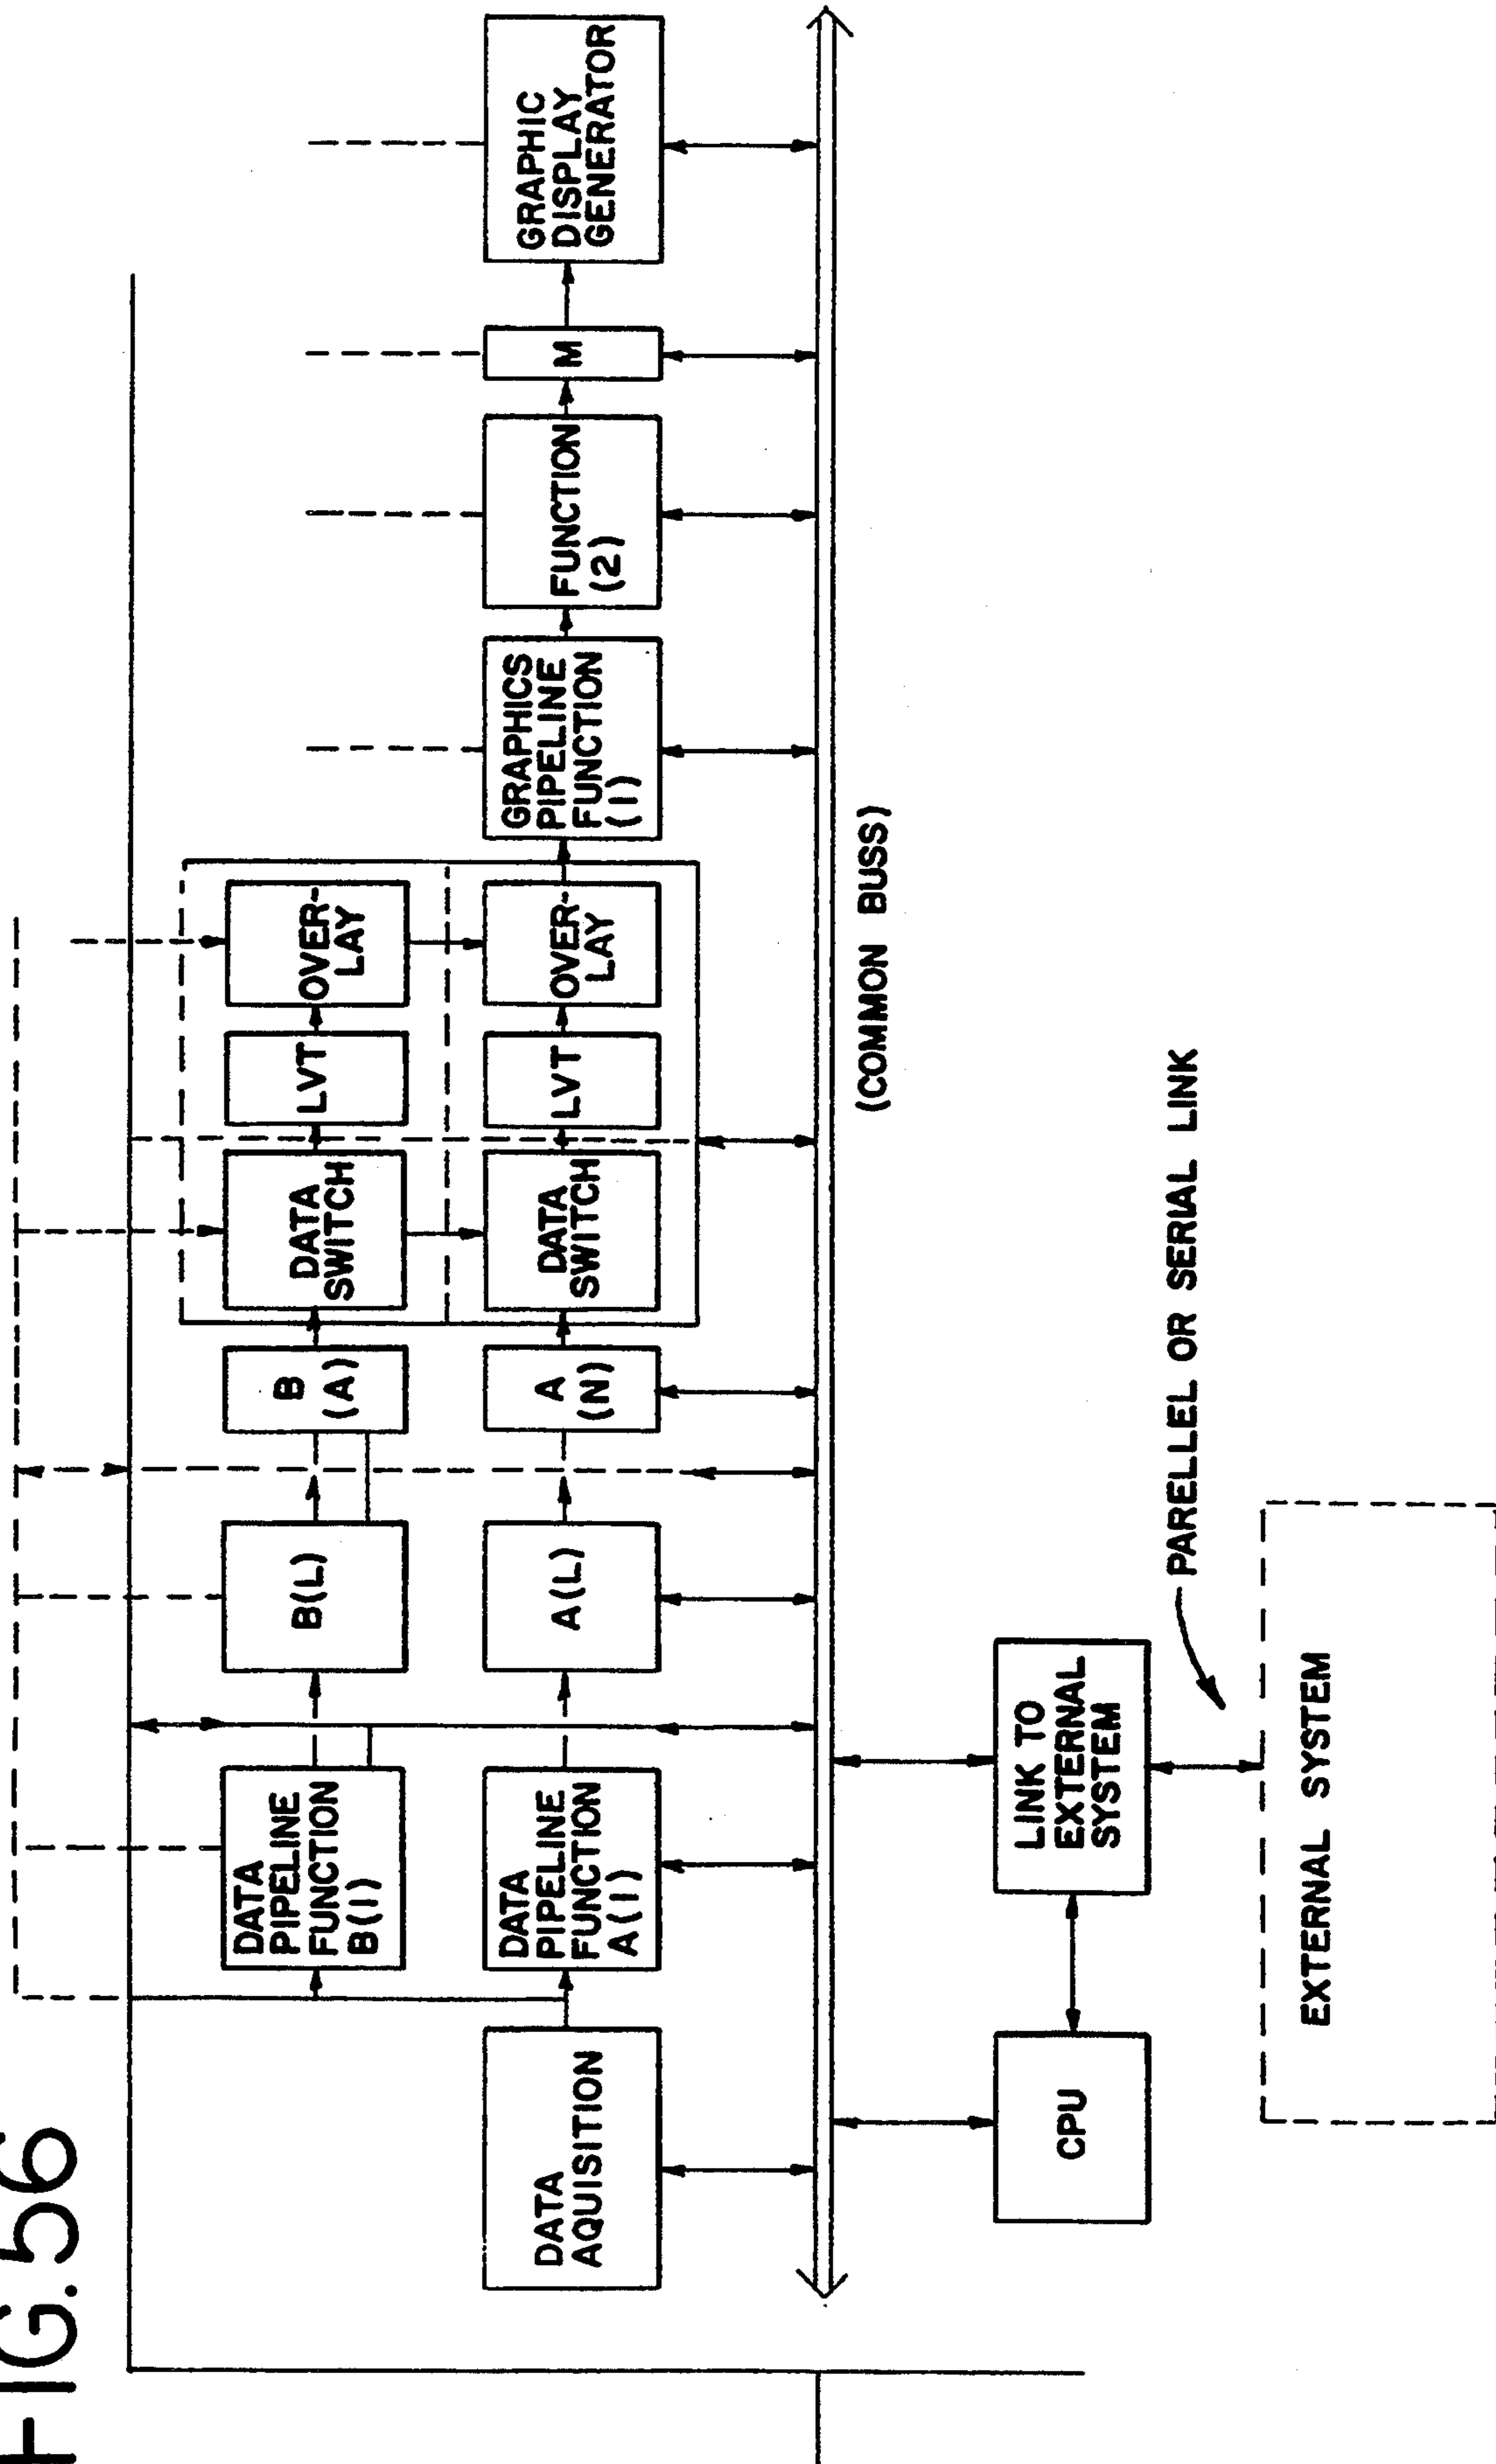 FIG. 56
DATA
PIPELINE
FUNCTION
B(1)
B(L)
B
(A)
DATA
SWITCH
LVT
OVER-
LAY
DATA
AQUISITION
DATA
PIPELINE
FUNCTION
A(1)
A(L)
A
(N)
DATA
SWITCH
LVT
OVER-
LAY
GRAPHICS
PIPELINE
FUNCTION
(1)
FUNCTION
(2)
M
GRAPHIC
DISPLAY
GENERATOR
(COMMON BUSS)
CPU
LINK TO
EXTERNAL
SYSTEM
PARELLEL OR SERIAL LINK
EXTERNAL SYSTEM